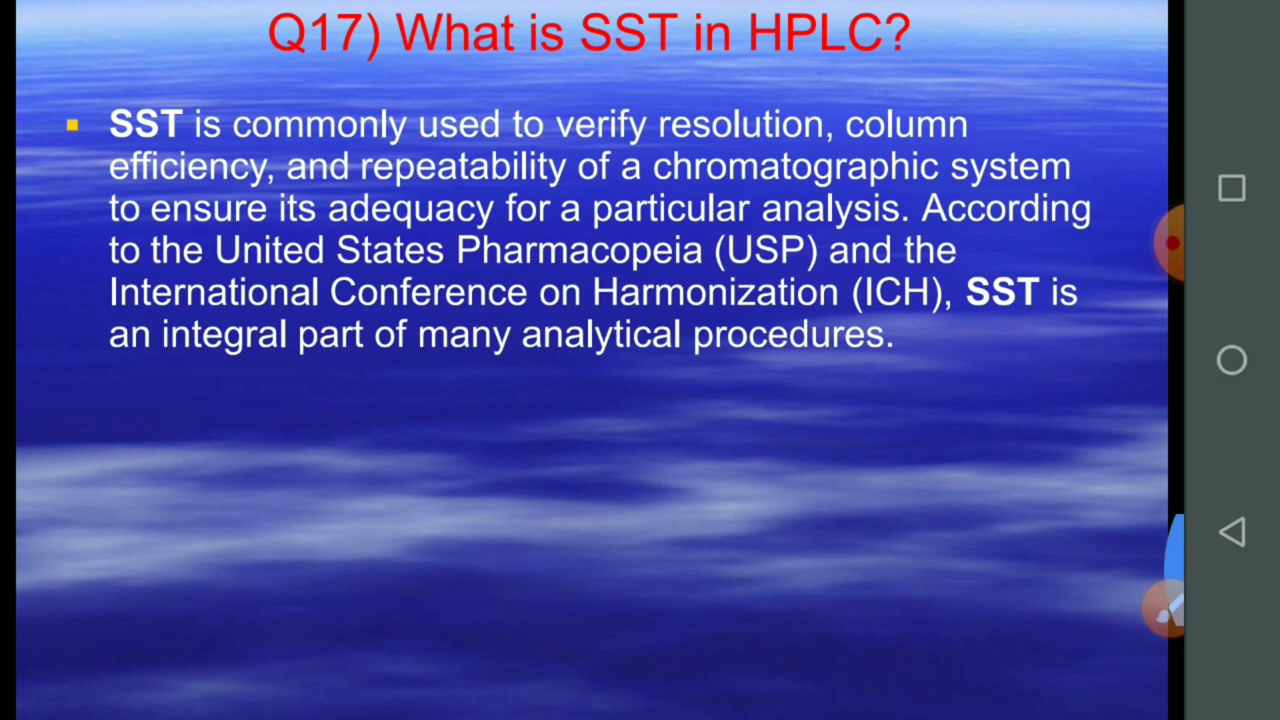 Q17) What is SST in HPLC?
SST is commonly used to verify resolution, column
efficiency, and repeatability of a chromatographic system
to ensure its adequacy for a particular analysis. According
to the United States Pharmacopeia (USP) and the
International Conference on Harmonization (ICH), SST is
an integral part of many analytical procedures.